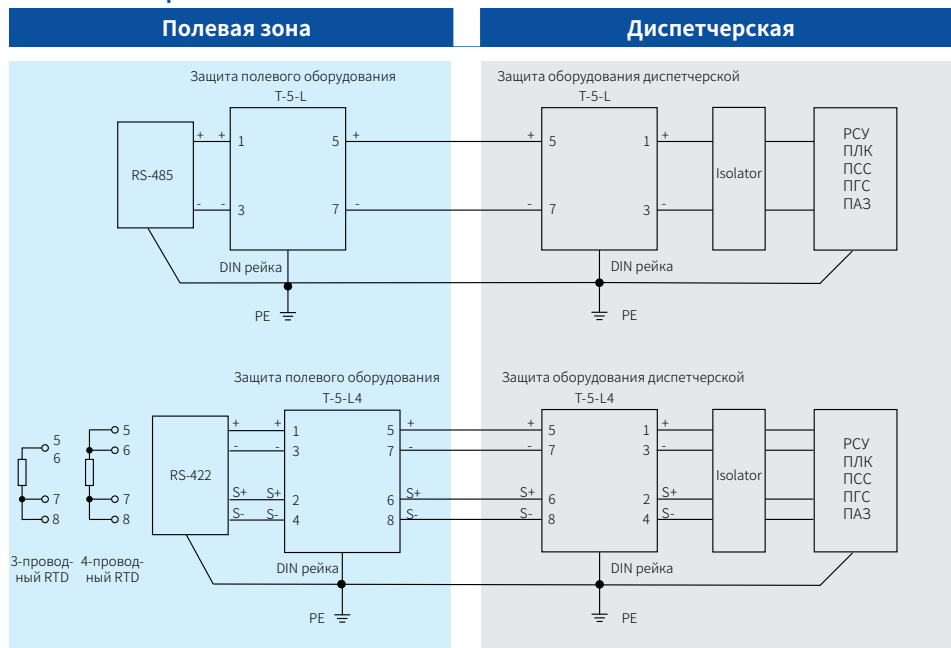 Полевая зона
Диспетчерская
Защита полевого оборудования
T-5-L
Защита оборудования диспетчерской
T-5-L
RS-485
+ + 1 5 +
- - 3 7 -
+ 5 1 +
- 7 3 -
Isolator
РСУ
ПЛК
ПСС
ПГС
ПАЗ
DIN рейка
PE
DIN рейка
PE
Защита полевого оборудования
T-5-L4
Защита оборудования диспетчерской
T-5-L4
5
6
7
8
3-провод-
ный RTD
5
6
7
8
4-провод-
ный RTD
RS-422
+ + 1 5 +
- - 3 7 -
S+ S+ 2 6 S+
S- S- 4 8 S-
+ 5 1 +
- 7 3 -
S+ 6 2 S+
S- 8 4 S-
Isolator
РСУ
ПЛК
ПСС
ПГС
ПАЗ
DIN рейка
PE
DIN рейка
PE